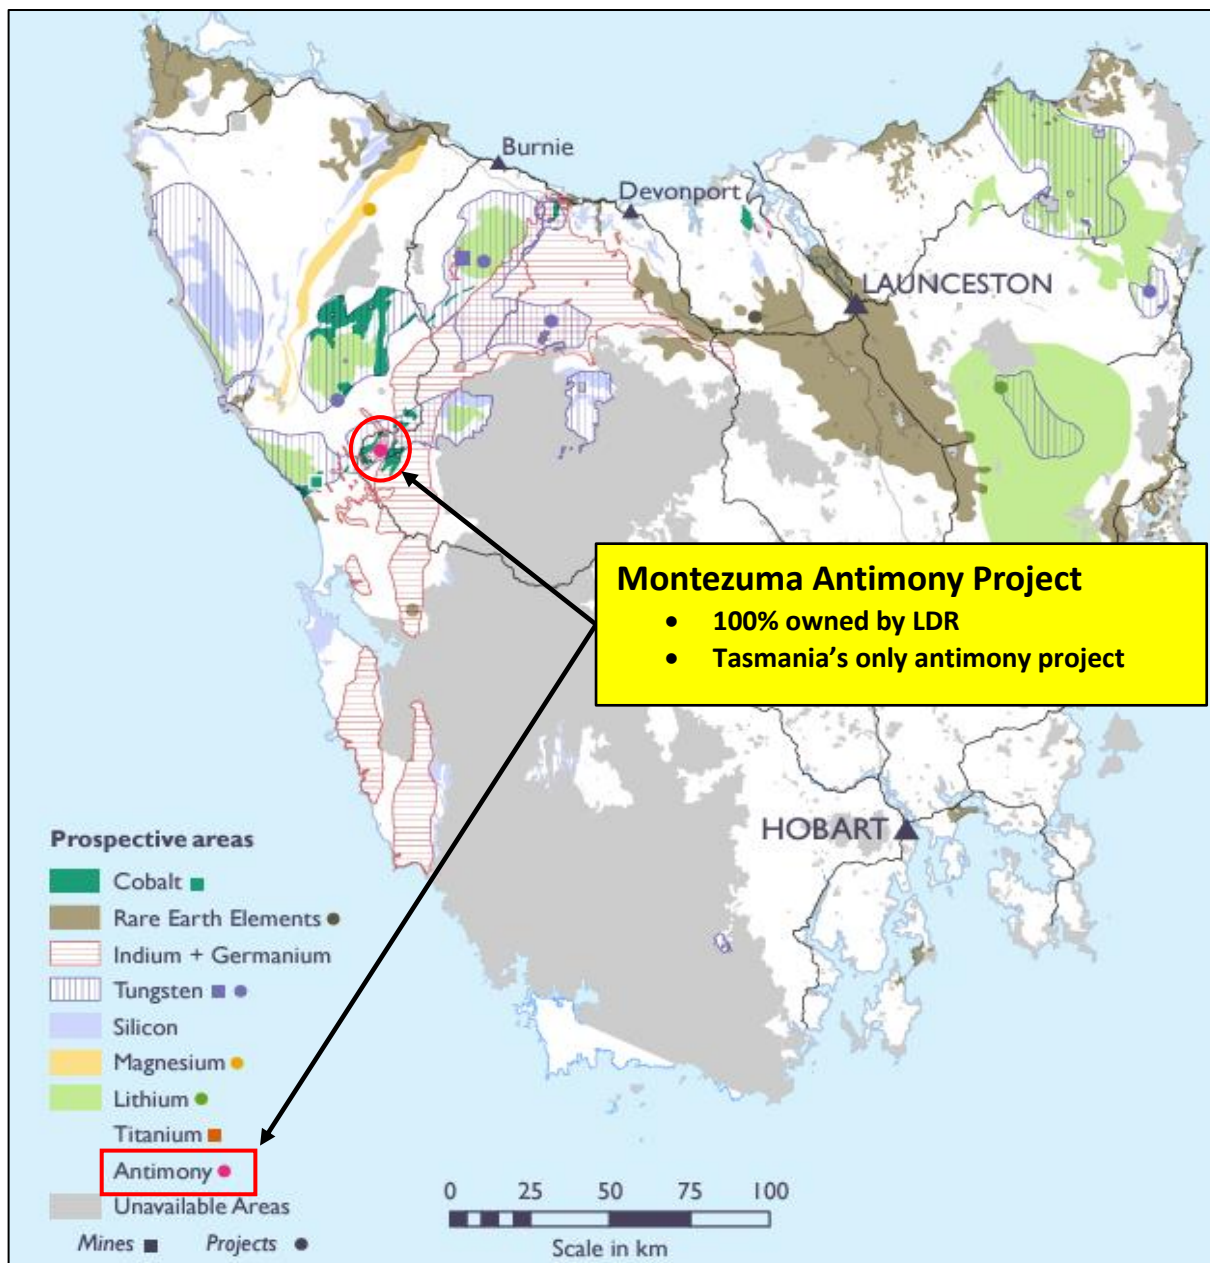 Burnie
Devonport
LAUNCESTON
Montezuma Antimony Project
• 100% owned by LDR
• Tasmania's only antimony project
HOBART
Prospective areas
Cobalt
Rare Earth Elements
Indium + Germanium
Tungsten
Silicon
Magnesium
Lithium
Titanium
Antimony
Unavailable Areas
Mines Projects
0 25 50 75 100
Scale in km